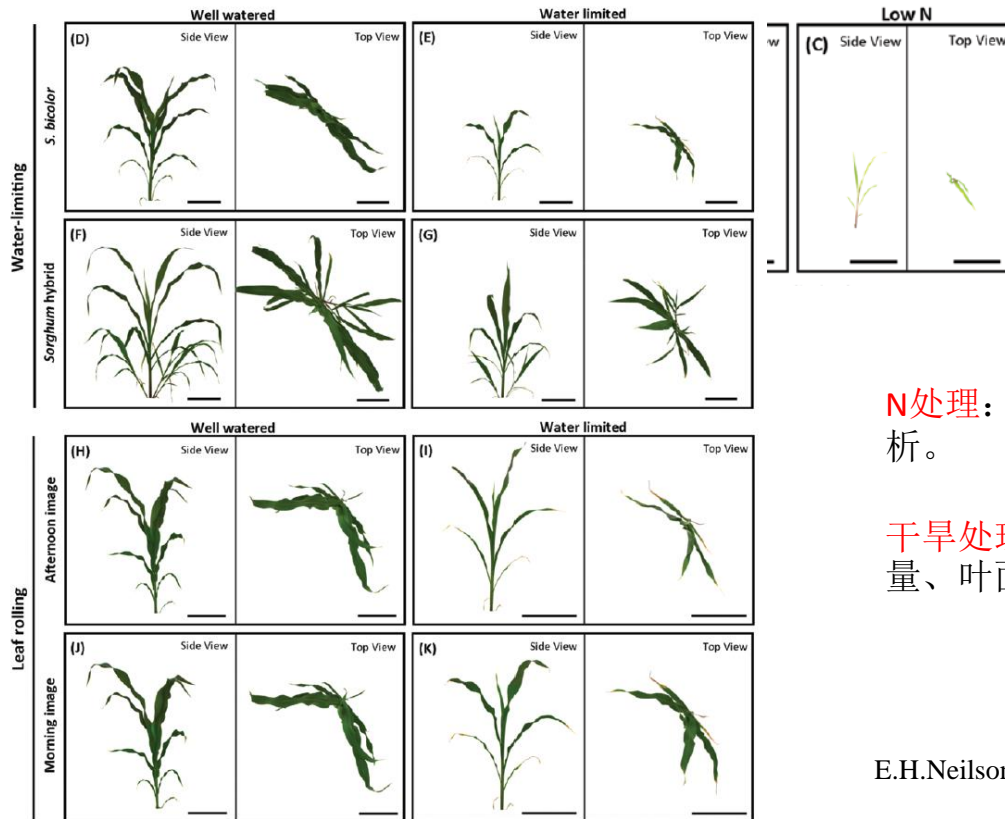 Well watered
Water limited
Low N
(D) Side View Top View
(E) Side View Top View
(C) Side View Top View
S. bicolor
Water-limiting
(F) Side View Top View
(G) Side View Top View
Sorghum hybrid
N处理：
析。
干旱处
量、叶
Well watered
Water limited
Leaf rolling
(H) Side View Top View
(I) Side View Top View
Afternoon image
(J) Side View Top View
(K) Side View Top View
Morning image
E.H.Neilson